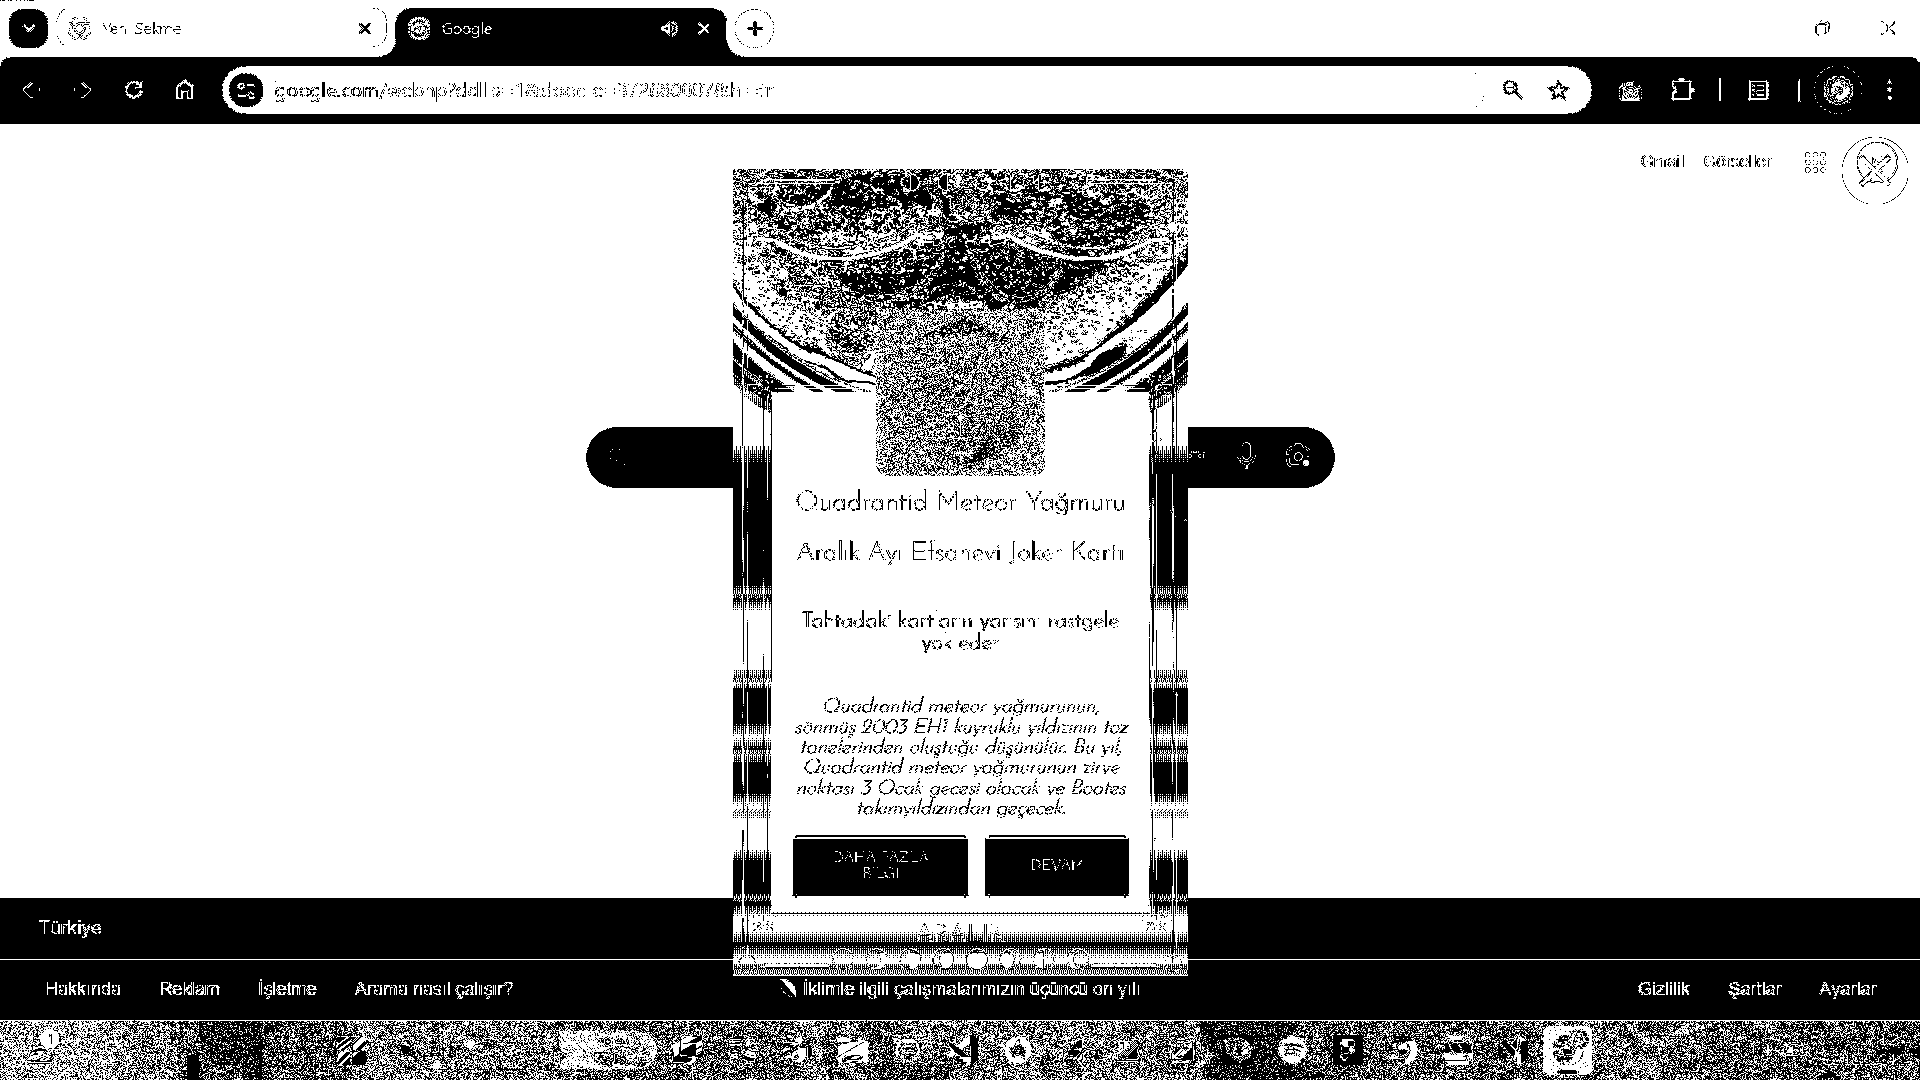 Yeni Sekme
Google
google.com/webhp?
Gmail Görseller
Quadrantid Meteor Yağmuru
Aralık Ayı Efsanevi Joker Kartı
Tahtadaki kartların yarısını rastgele
yok eder
Quadrantid meteor yağmurunun,
sönmüş 2003 EH1 kuyruklu yıldızının toz
tanelerinden oluştuğu düşünülür. Bu yıl,
Quadrantid meteor yağmurunun zirve
noktası 3 Ocak gecesi olacak ve Bootes
takımyıldızından geçecek.
DAHA FAZLA
BİLGİ
DEVAM
ARALIK
Türkiye
Hakkında Reklam İşletme Arama nasıl çalışır?
İklimle ilgili çalışmalarımızın üçüncü on yılı
Gizlilik Şartlar Ayarlar
1